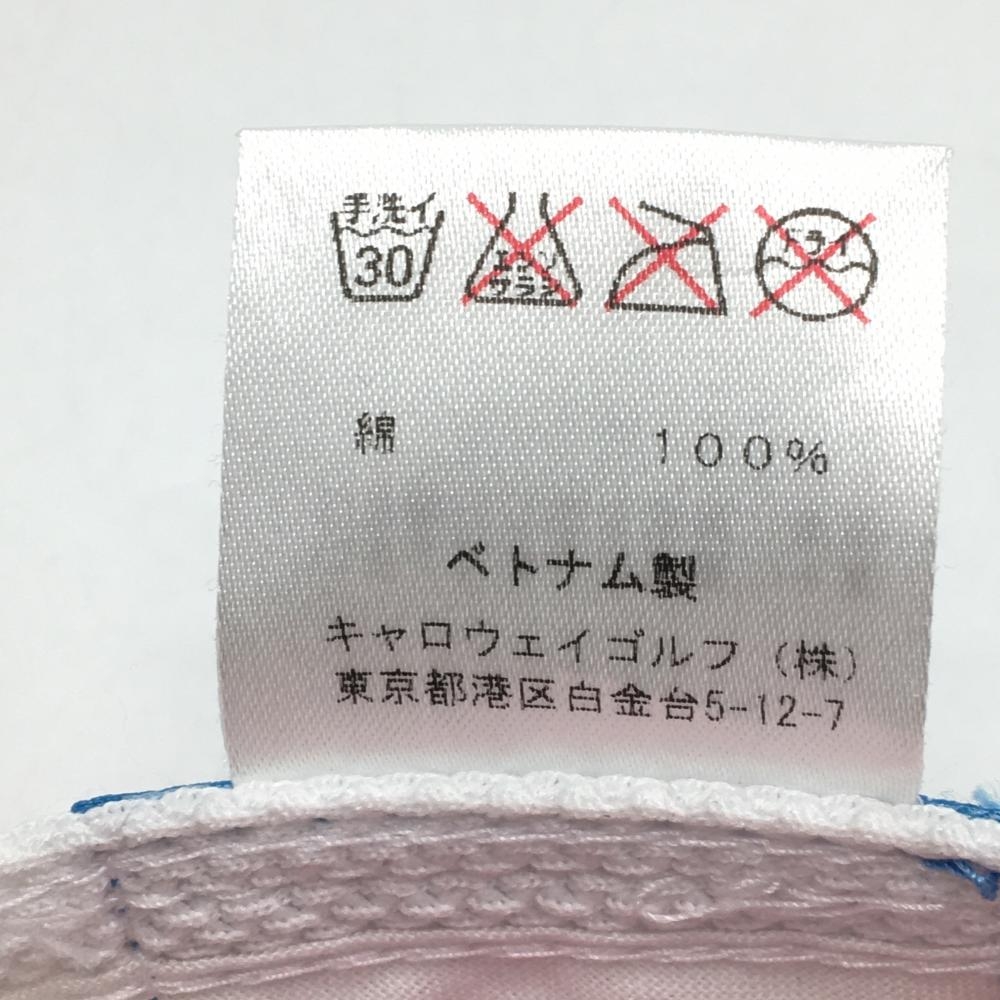 手洗イ
30
エンソ
サラシ
ドライ
綿 100%
ベトナム製
キャロウェイゴルフ（株）
東京都港区白金台5-12-7